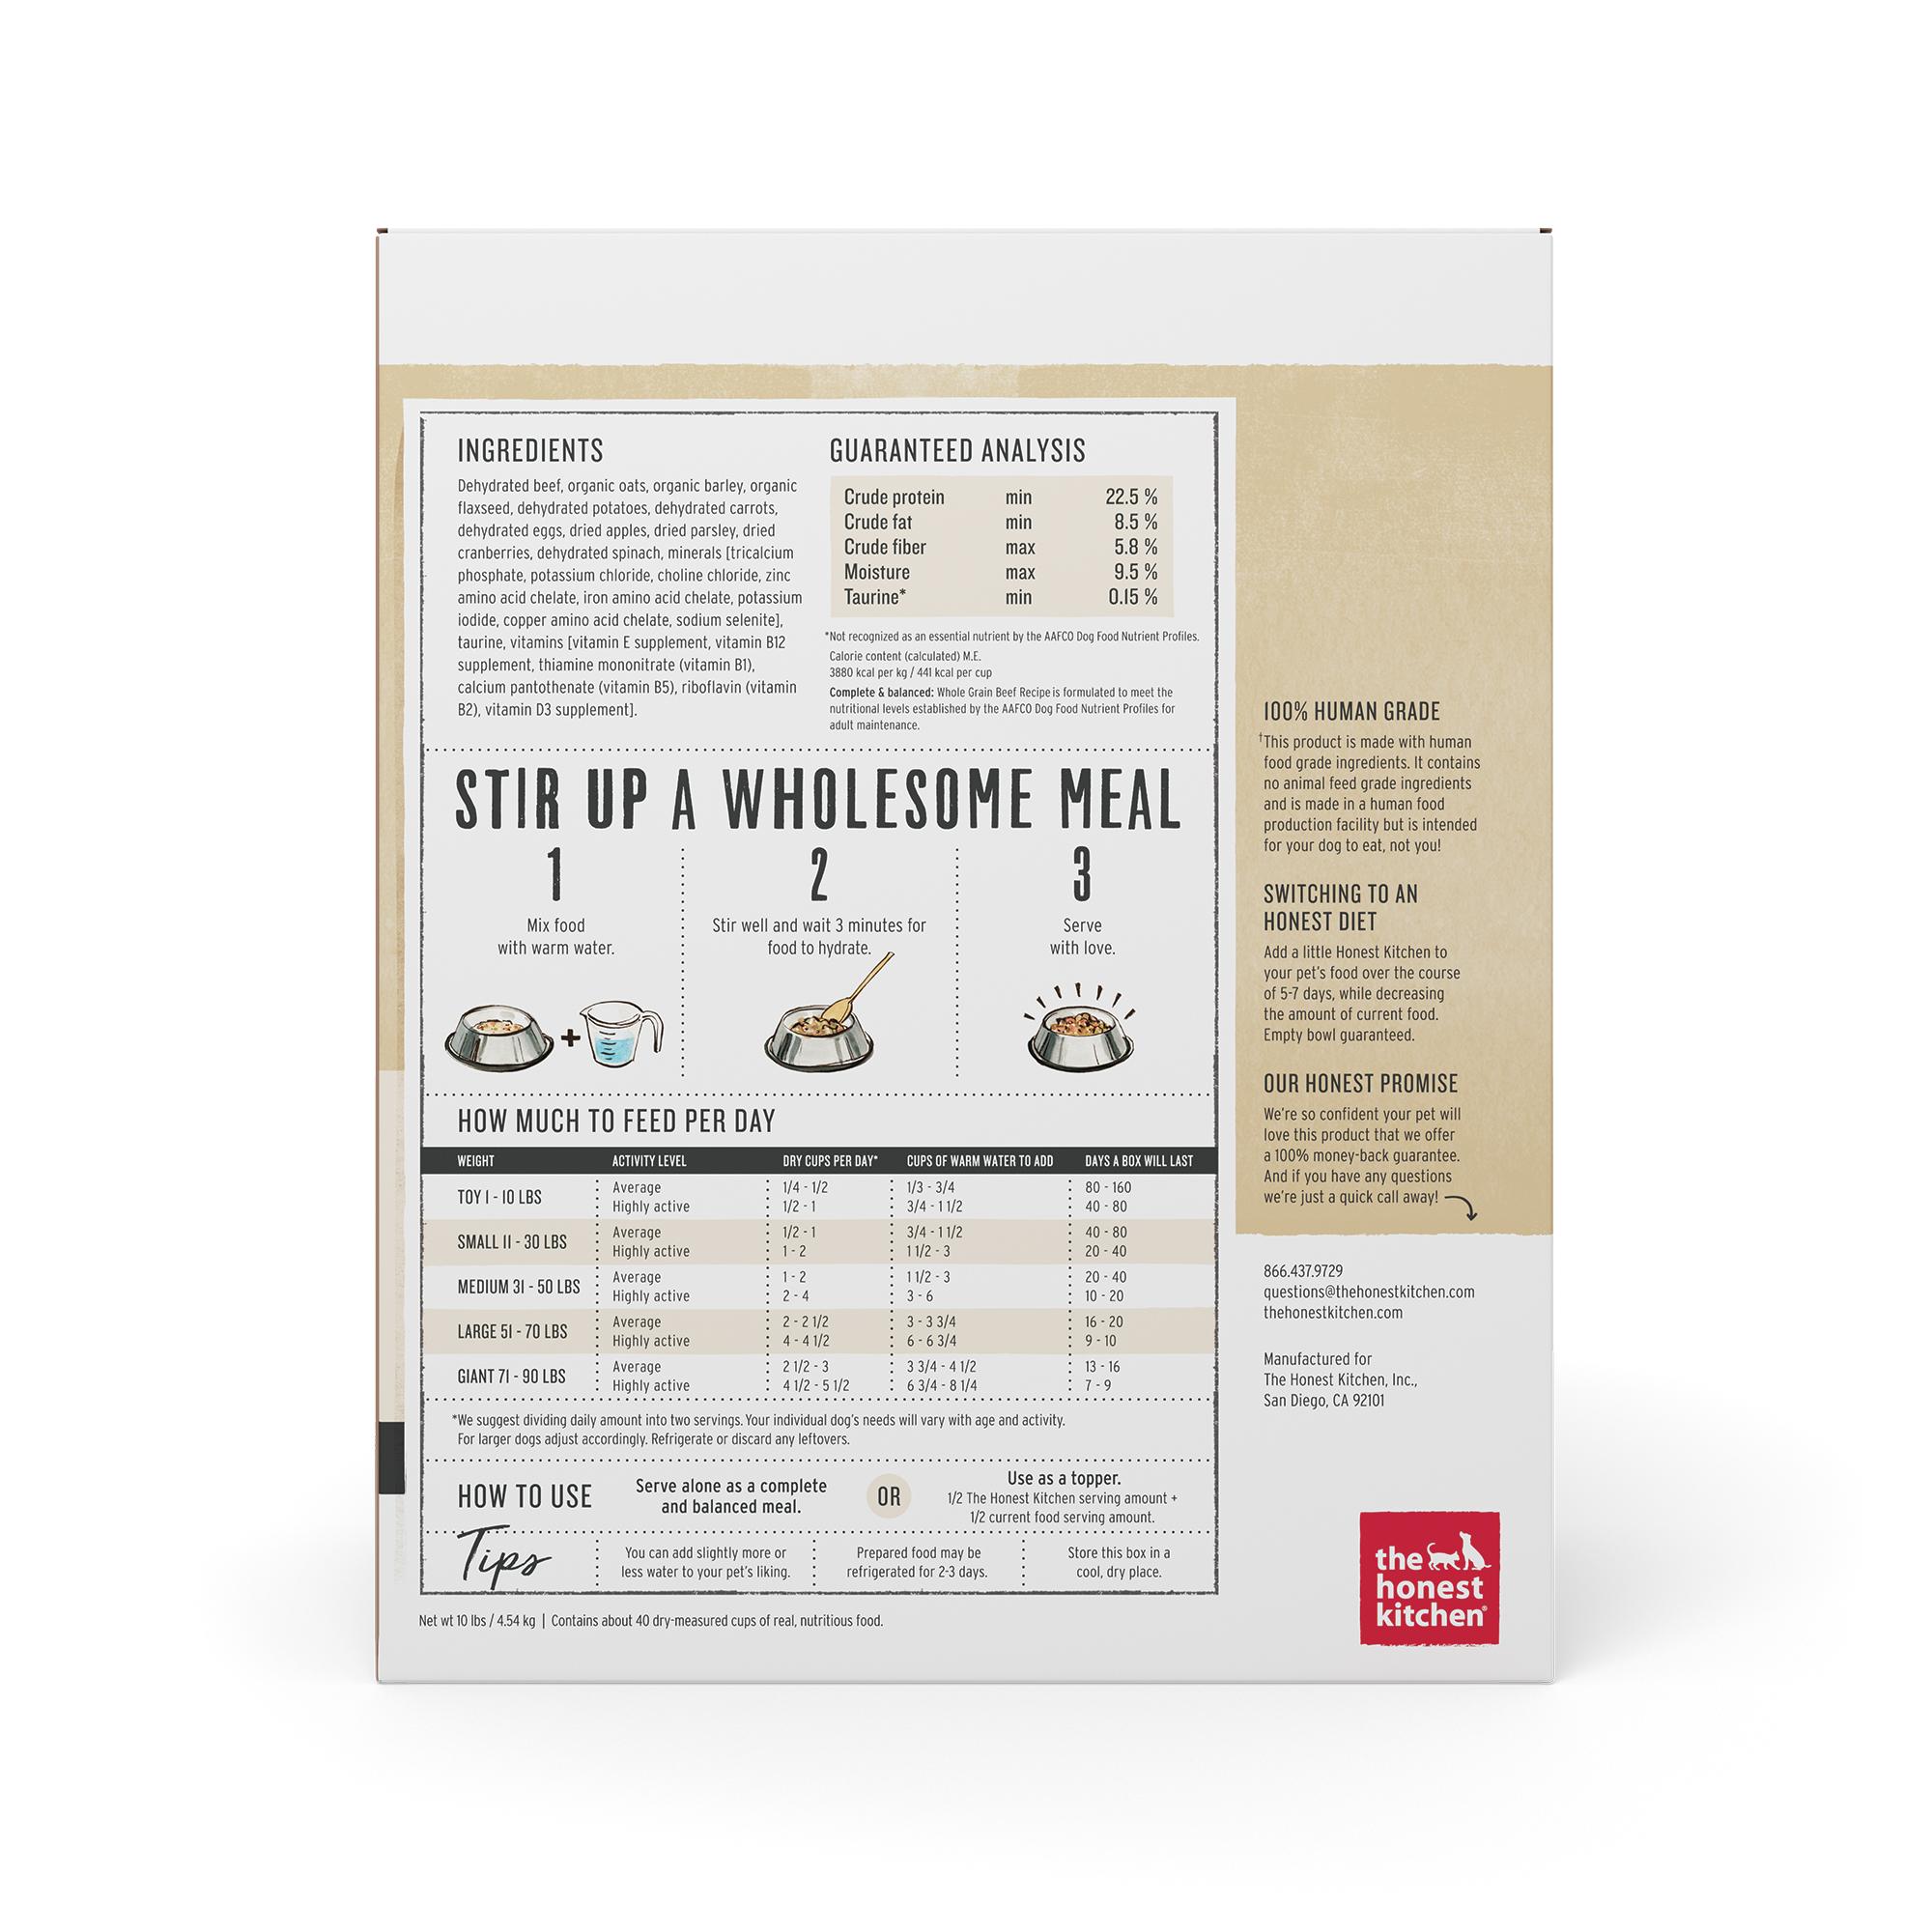 INGREDIENTS
Dehydrated beef, organic oats, organic barley, organic
flaxseed, dehydrated potatoes, dehydrated carrots,
dehydrated eggs, dried apples, dried parsley, dried
cranberries, dehydrated spinach, minerals [tricalcium
phosphate, potassium chloride, choline chloride, zinc
amino acid chelate, iron amino acid chelate, potassium
iodide, copper amino acid chelate, sodium selenite],
taurine, vitamins [vitamin E supplement, vitamin B12
supplement, thiamine mononitrate (vitamin B1),
calcium pantothenate (vitamin B5), riboflavin (vitamin
B2), vitamin D3 supplement].
GUARANTEED ANALYSIS
Crude protein min 22.5 %
Crude fat min 8.5 %
Crude fiber max 5.8 %
Moisture max 9.5 %
Taurine* min 0.15 %
*Not recognized as an essential nutrient by the AAFCO Dog Food Nutrient Profiles.
Calorie content (calculated) M.E.
3880 kcal per kg / 441 kcal per cup
Complete & balanced: Whole Grain Beef Recipe is formulated to meet the
nutritional levels established by the AAFCO Dog Food Nutrient Profiles for
adult maintenance.
STIR UP A WHOLESOME MEAL
1
Mix food
with warm water.
+
2
Stir well and wait 3 minutes for
food to hydrate.
3
Serve
with love.
HOW MUCH TO FEED PER DAY
WEIGHT ACTIVITY LEVEL DRY CUPS PER DAY* CUPS OF WARM WATER TO ADD DAYS A BOX WILL LAST
TOY 1 - 10 LBS
Average 1/4 - 1/2 1/3 - 3/4 80 - 160
Highly active 1/2 - 1 3/4 - 1 1/2 40 - 80
SMALL 11 - 30 LBS
Average 1/2 - 1 3/4 - 1 1/2 40 - 80
Highly active 1 - 2 1 1/2 - 3 20 - 40
MEDIUM 31 - 50 LBS
Average 1 - 2 1 1/2 - 3 20 - 40
Highly active 2 - 4 3 - 6 10 - 20
LARGE 51 - 70 LBS
Average 2 - 2 1/2 3 - 3 3/4 16 - 20
Highly active 4 - 4 1/2 6 - 6 3/4 9 - 10
GIANT 71 - 90 LBS
Average 2 1/2 - 3 3 3/4 - 4 1/2 13 - 16
Highly active 4 1/2 - 5 1/2 6 3/4 - 8 1/4 7 - 9
*We suggest dividing daily amount into two servings. Your individual dog's needs will vary with age and activity.
For larger dogs adjust accordingly. Refrigerate or discard any leftovers.
HOW TO USE
Serve alone as a complete
and balanced meal.
OR
Use as a topper.
1/2 The Honest Kitchen serving amount +
1/2 current food serving amount.
Tips
You can add slightly more or
less water to your pet's liking.
Prepared food may be
refrigerated for 2-3 days.
Store this box in a
cool, dry place.
Net wt 10 lbs / 4.54 kg | Contains about 40 dry-measured cups of real, nutritious food.
100% HUMAN GRADE
†This product is made with human
food grade ingredients. It contains
no animal feed grade ingredients
and is made in a human food
production facility but is intended
for your dog to eat, not you!
SWITCHING TO AN
HONEST DIET
Add a little Honest Kitchen to
your pet's food over the course
of 5-7 days, while decreasing
the amount of current food.
Empty bowl guaranteed.
OUR HONEST PROMISE
We're so confident your pet will
love this product that we offer
a 100% money-back guarantee.
And if you have any questions
we're just a quick call away!
866.437.9729
questions@thehonestkitchen.com
thehonestkitchen.com
Manufactured for
The Honest Kitchen, Inc.,
San Diego, CA 92101
the
honest
kitchen®